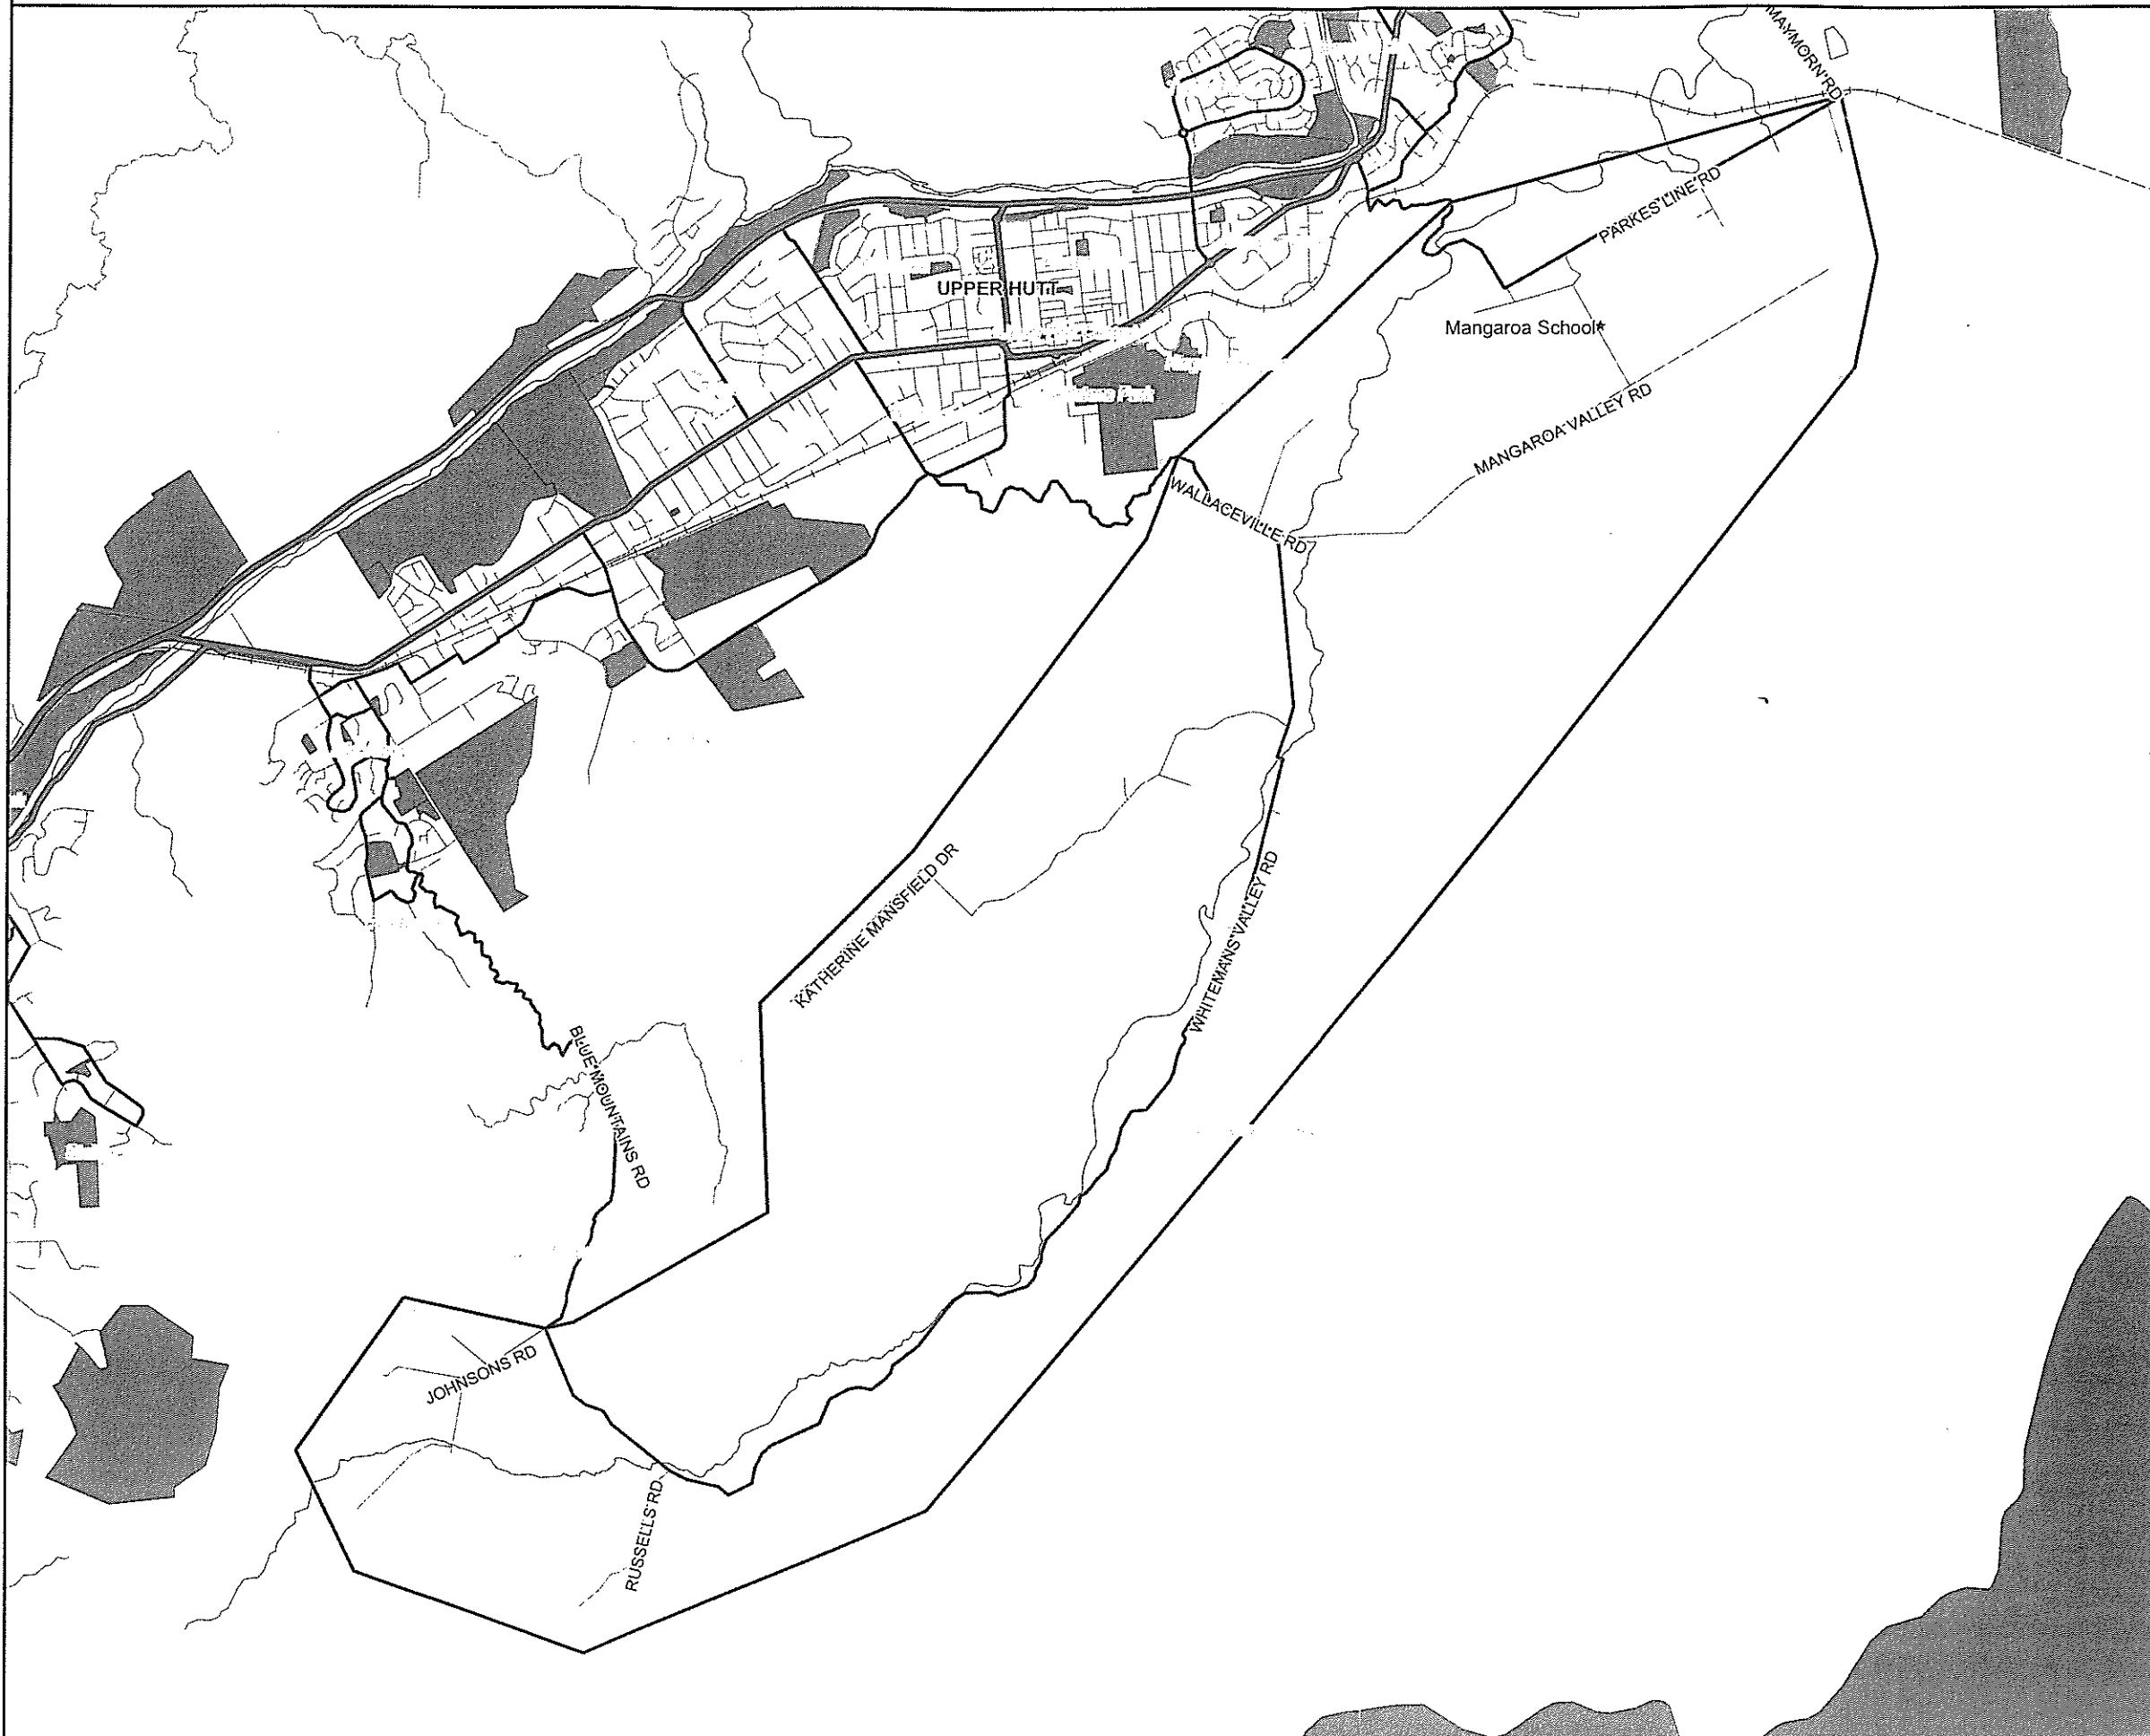 MAYMORN RD
PARKES LINE RD
UPPER HUTT
Mangaroa School
MANGAROA VALLEY RD
WALLACEVILLE RD
KATHERINE MANSFIELD DR
WHITEMANS VALLEY RD
BLUE MOUNTAINS RD
JOHNSONS RD
RUSSELLS RD